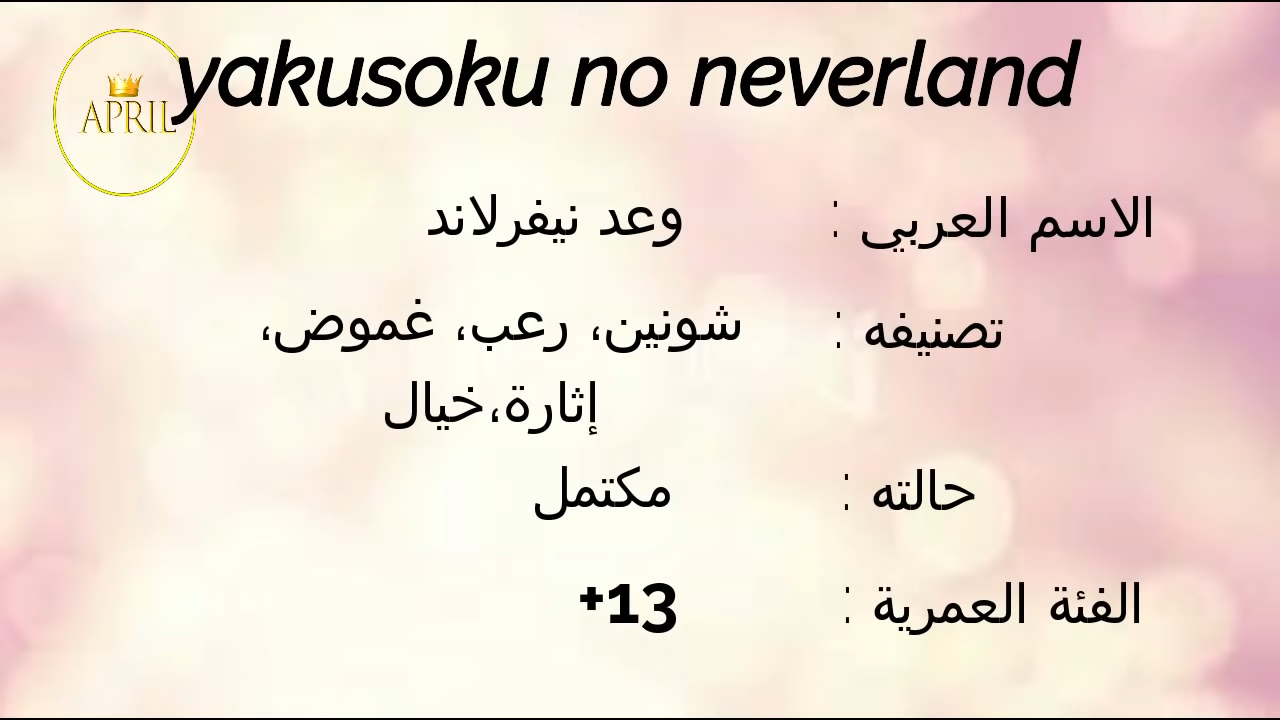 APRIL
yakusoku no neverland
الاسم العربي : وعد نيفرلاند
تصنيفه : شونين، رعب، غموض،
إثارة،خيال
حالته : مكتمل
الفئة العمرية : +13